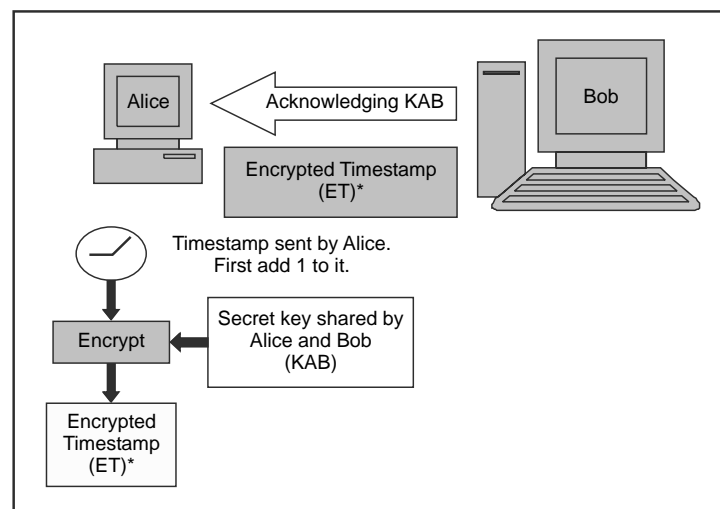 Alice
Acknowledging KAB
Bob
Encrypted Timestamp
(ET)*
Timestamp sent by Alice.
First add 1 to it.
Encrypt
Secret key shared by
Alice and Bob
(KAB)
Encrypted
Timestamp
(ET)*